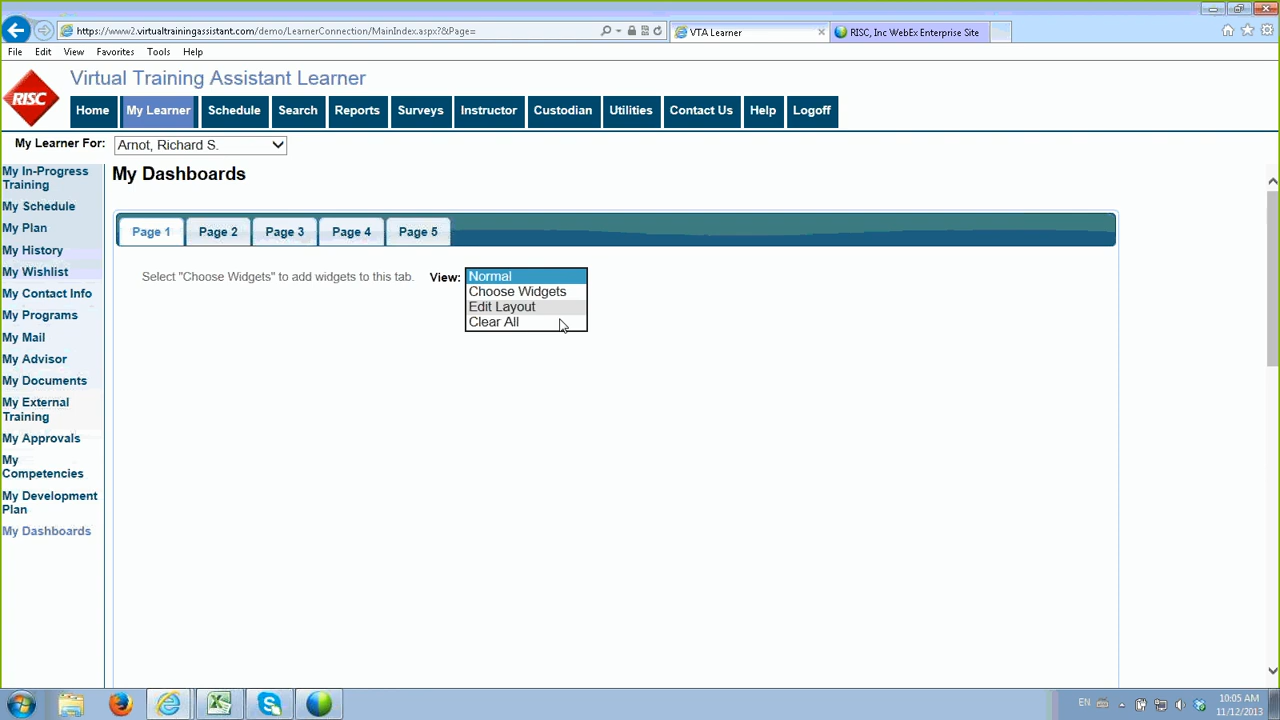 https://www2.virtualtrainingassistant.com/demo/LearnerConnection/MainIndex.aspx?&Page=
VTA Learner
RISC, Inc WebEx Enterprise Site
File Edit View Favorites Tools Help
RISC
Virtual Training Assistant Learner
Home My Learner Schedule Search Reports Surveys Instructor Custodian Utilities Contact Us Help Logoff
My Learner For: Arnot, Richard S.
My In-Progress
Training
My Schedule
My Plan
My History
My Wishlist
My Contact Info
My Programs
My Mail
My Advisor
My Documents
My External
Training
My Approvals
My
Competencies
My Development
Plan
My Dashboards
My Dashboards
Page 1 Page 2 Page 3 Page 4 Page 5
Select "Choose Widgets" to add widgets to this tab. View: Normal
Choose Widgets
Edit Layout
Clear All
EN
10:05 AM
11/12/2013